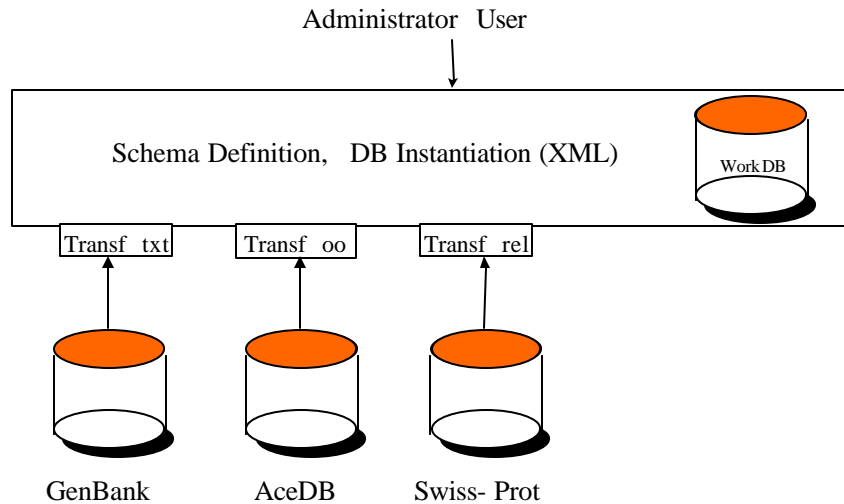 Administrator User
Schema Definition, DB Instantiation (XML)
Work DB
Transf txt
Transf oo
Transf rel
GenBank
AceDB
Swiss- Prot